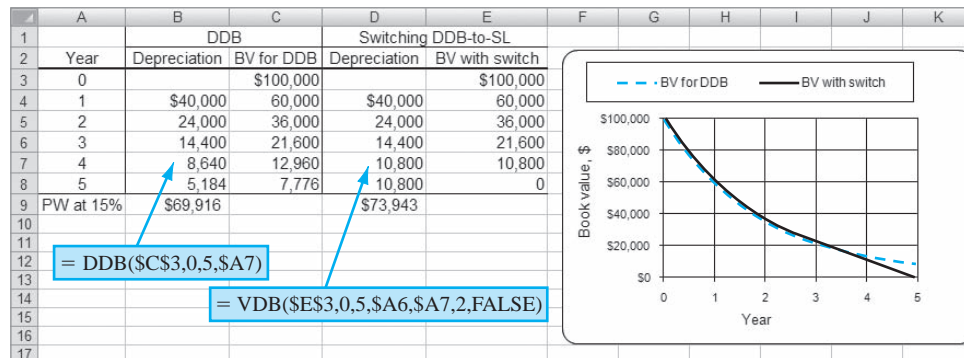 A B C D E F G H I J K
1 DDB Switching DDB-to-SL
2 Year Depreciation BV for DDB Depreciation BV with switch
3 0 $100,000 $100,000
4 1 $40,000 60,000 $40,000 60,000
5 2 24,000 36,000 24,000 36,000
6 3 14,400 21,600 14,400 21,600
7 4 8,640 12,960 10,800 10,800
8 5 5,184 7,776 10,800 0
9 PW at 15% $69,916 $73,943
10
11
12
13
14
15
16
17
= DDB($C$3,0,5,$A7)
= VDB($E$3,0,5,$A6,$A7,2,FALSE)
BV for DDB BV with switch
Book value, $
$100,000
$80,000
$60,000
$40,000
$20,000
$0
0 1 2 3 4 5
Year